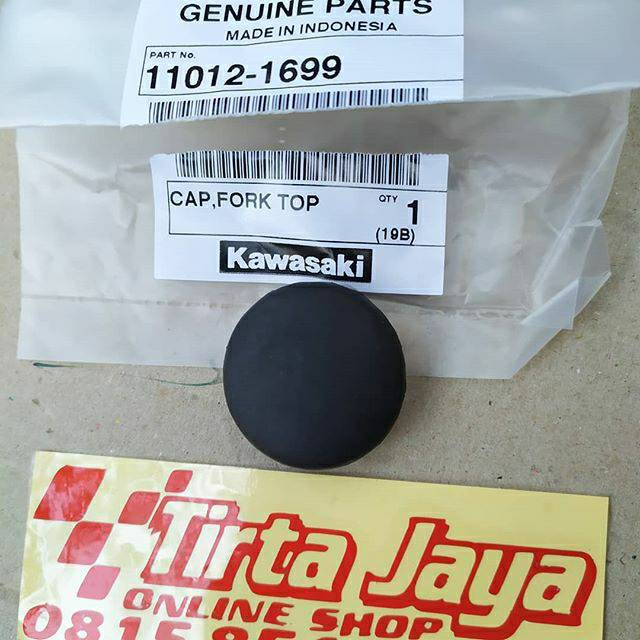 GENUINE PARTS
MADE IN INDONESIA
PART No.
11012-1699
CAP,FORK TOP
QTY 1
(19B)
Kawasaki
Tirta Jaya
ONLINE SHOP
0815